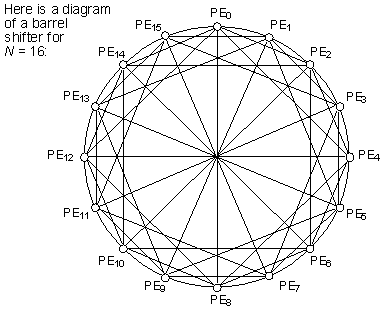 Here is a diagram
of a barrel
shifter for
N = 16:
PE0
PE1
PE2
PE3
PE4
PE5
PE6
PE7
PE8
PE9
PE10
PE11
PE12
PE13
PE14
PE15